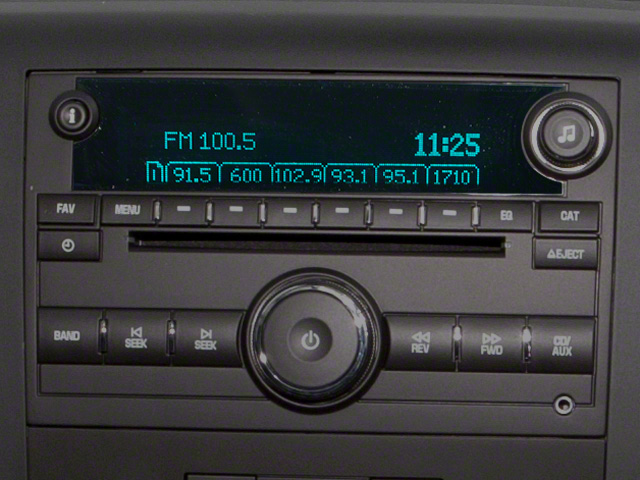 i
FM 100.5 11:25
1 91.5 600 102.9 93.1 95.1 1710
FAV MENU EQ CAT
EJECT
BAND SEEK SEEK REV FWD CD/
AUX